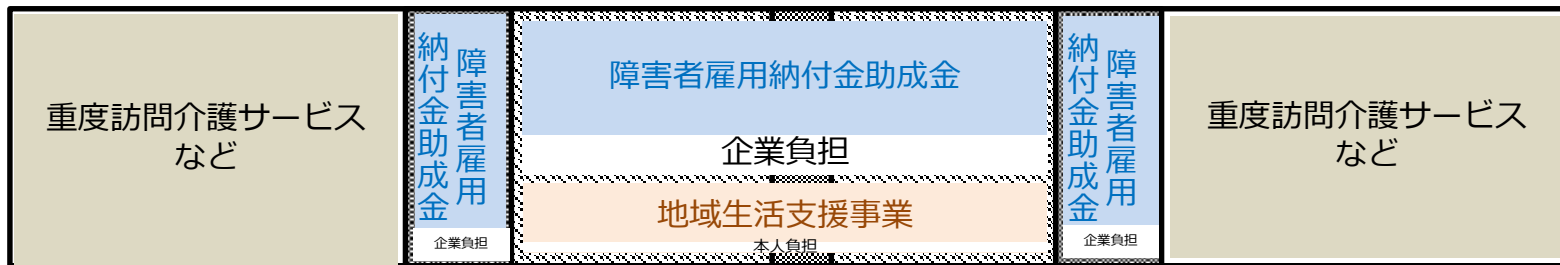 重度訪問介護サービス
など
障害者雇用
納付金助成金
企業負担
障害者雇用納付金助成金
企業負担
地域生活支援事業
本人負担
障害者雇用
納付金助成金
企業負担
重度訪問介護サービス
など